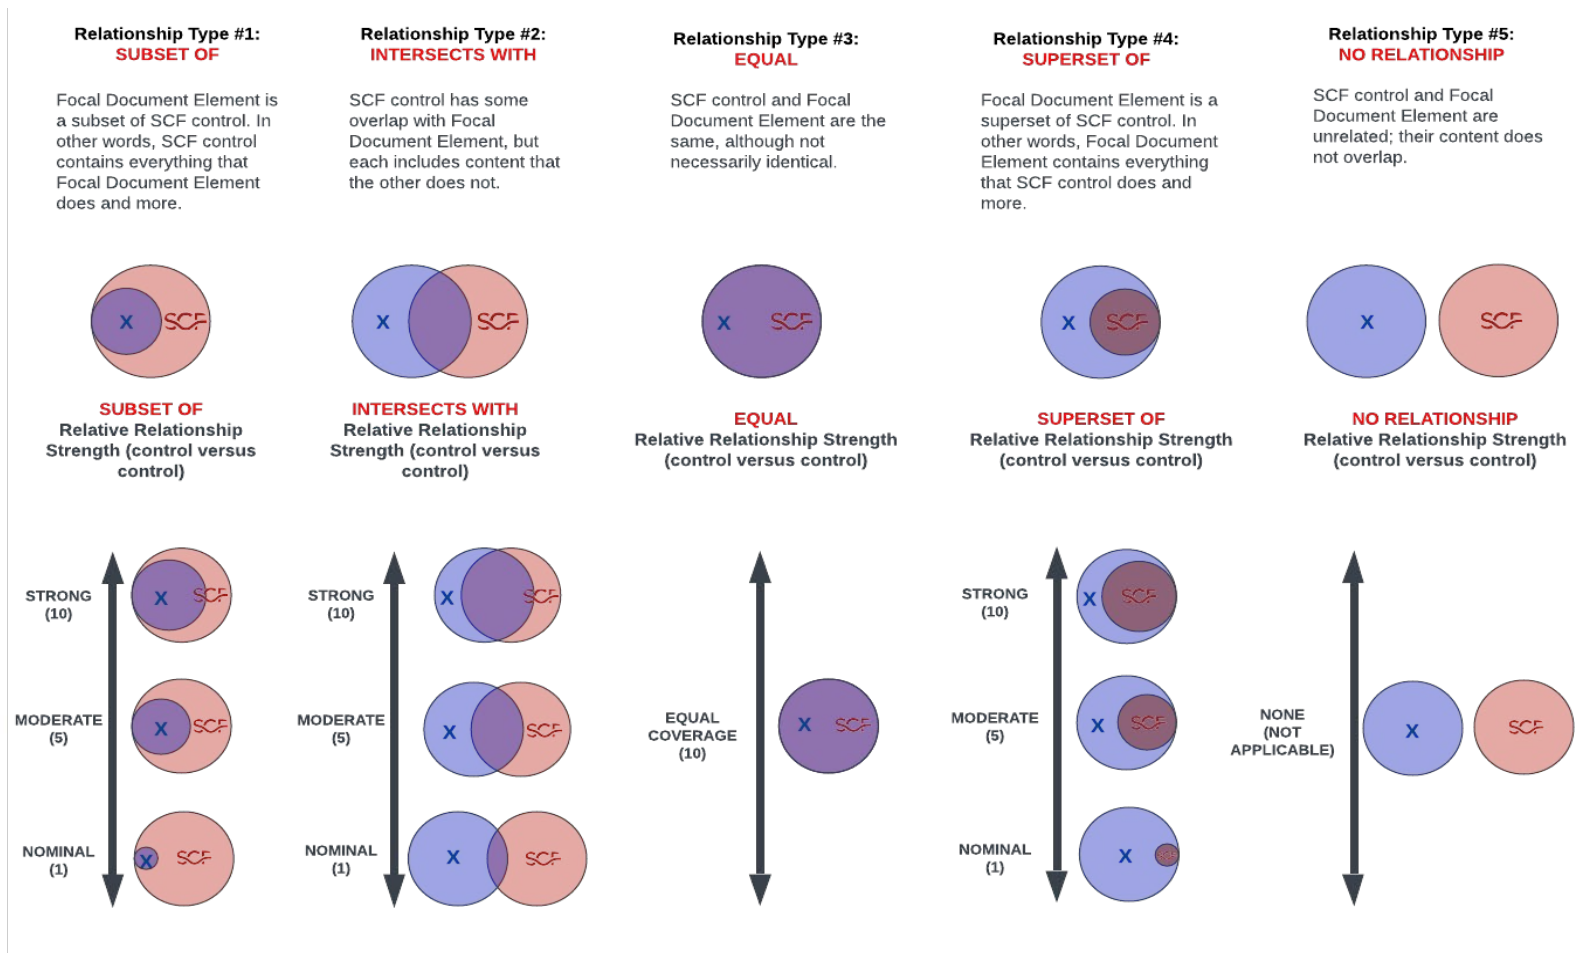 Relationship Type #1:
SUBSET OF
Focal Document Element is
a subset of SCF control. In
other words, SCF control
contains everything that
Focal Document Element
does and more.
X
SCF
SUBSET OF
Relative Relationship
Strength (control versus
control)
STRONG
(10)
X
SCF
MODERATE
(5)
X
SCF
NOMINAL
(1)
X
SCF
Relationship Type #2:
INTERSECTS WITH
SCF control has some
overlap with Focal
Document Element, but
each includes content that
the other does not.
X
SCF
INTERSECTS WITH
Relative Relationship
Strength (control versus
control)
STRONG
(10)
X
SCF
MODERATE
(5)
X
SCF
NOMINAL
(1)
X
SCF
Relationship Type #3:
EQUAL
SCF control and Focal
Document Element are the
same, although not
necessarily identical.
X
SCF
EQUAL
Relative Relationship Strength
(control versus control)
EQUAL
COVERAGE
(10)
X
SCF
Relationship Type #4:
SUPERSET OF
Focal Document Element is a
superset of SCF control. In
other words, Focal Document
Element contains everything
that SCF control does and
more.
X
SCF
SUPERSET OF
Relative Relationship Strength
(control versus control)
STRONG
(10)
X
SCF
MODERATE
(5)
X
SCF
NOMINAL
(1)
X
SCF
Relationship Type #5:
NO RELATIONSHIP
SCF control and Focal
Document Element are
unrelated; their content does
not overlap.
X
SCF
NO RELATIONSHIP
Relative Relationship Strength
(control versus control)
NONE
(NOT
APPLICABLE)
X
SCF